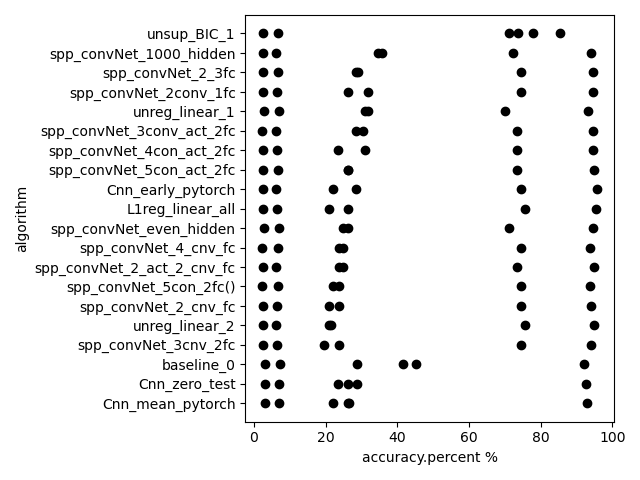 unsup_BIC_1
spp_convNet_1000_hidden
spp_convNet_2_3fc
spp_convNet_2conv_1fc
unreg_linear_1
spp_convNet_3conv_act_2fc
spp_convNet_4con_act_2fc
spp_convNet_5con_act_2fc
Cnn_early_pytorch
L1reg_linear_all
spp_convNet_even_hidden
spp_convNet_4_cnv_fc
spp_convNet_2_act_2_cnv_fc
spp_convNet_5con_2fc()
spp_convNet_2_cnv_fc
unreg_linear_2
spp_convNet_3cnv_2fc
baseline_0
Cnn_zero_test
Cnn_mean_pytorch
algorithm
0 20 40 60 80 100
accuracy.percent %